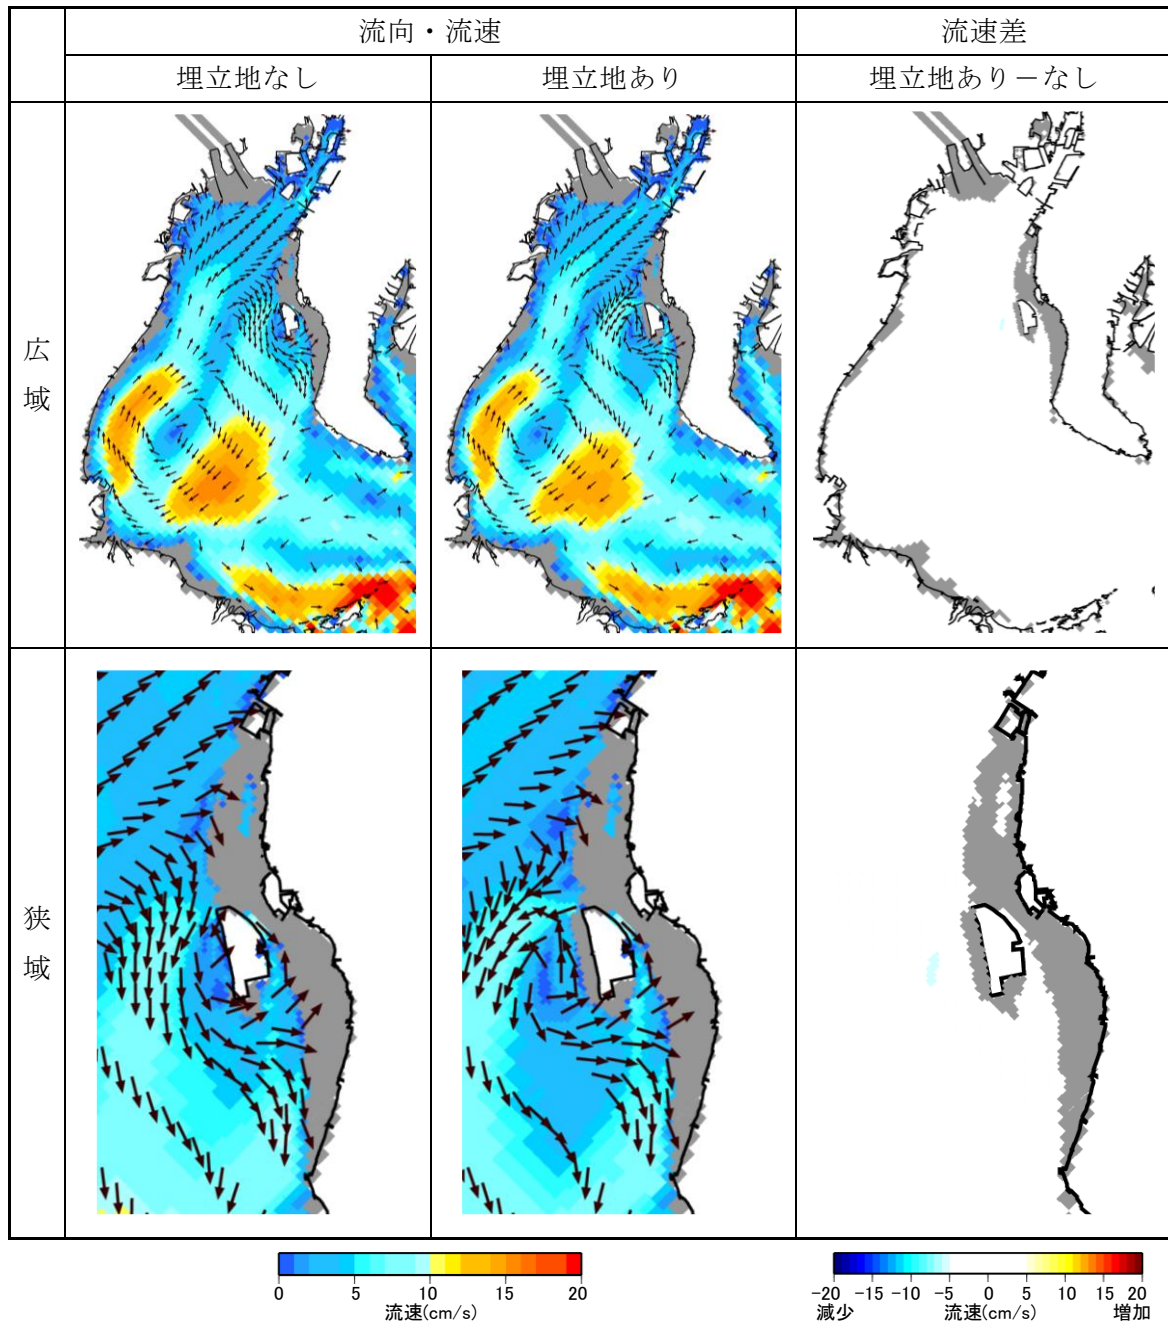 流向・流速 流速差
埋立地なし 埋立地あり 埋立地あり－なし
広域
狭域
0 5 10 15 20
流速(cm/s)
-20 -15 -10 -5 0 5 10 15 20
減少 流速(cm/s) 増加